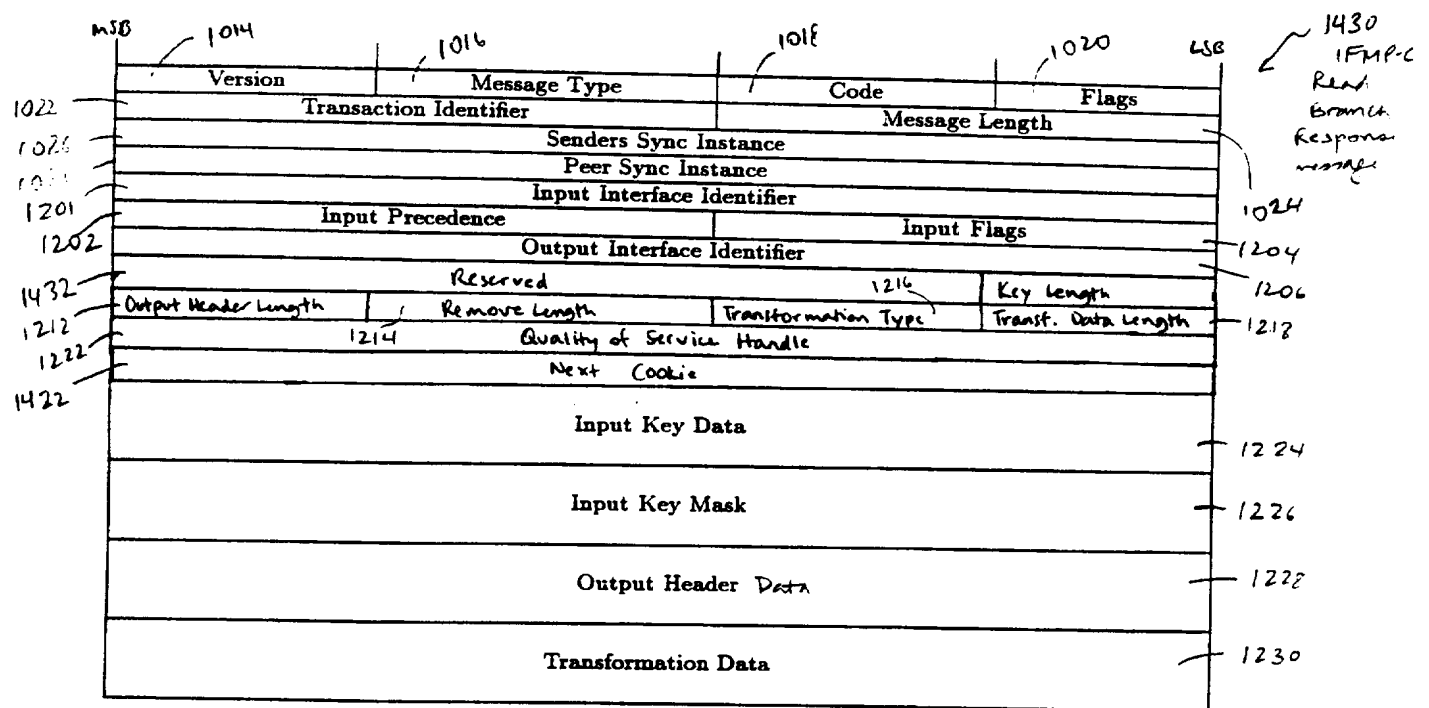 MSB 1014 1016 1018 1020 LSB 1430
IFMP-C
Read
Branch
Response
message
Version Message Type Code Flags
1022 Transaction Identifier Message Length 1024
1026 Senders Sync Instance
Peer Sync Instance
1201 Input Interface Identifier
1202 Input Precedence Input Flags 1204
Output Interface Identifier 1206
1432 Reserved 1216 Key Length
1212 Output Header Length 1214 Remove Length Transformation Type Transf. Data Length 1218
1222 Quality of Service Handle
1422 Next Cookie
Input Key Data 1224
Input Key Mask 1226
Output Header Data 1228
Transformation Data 1230